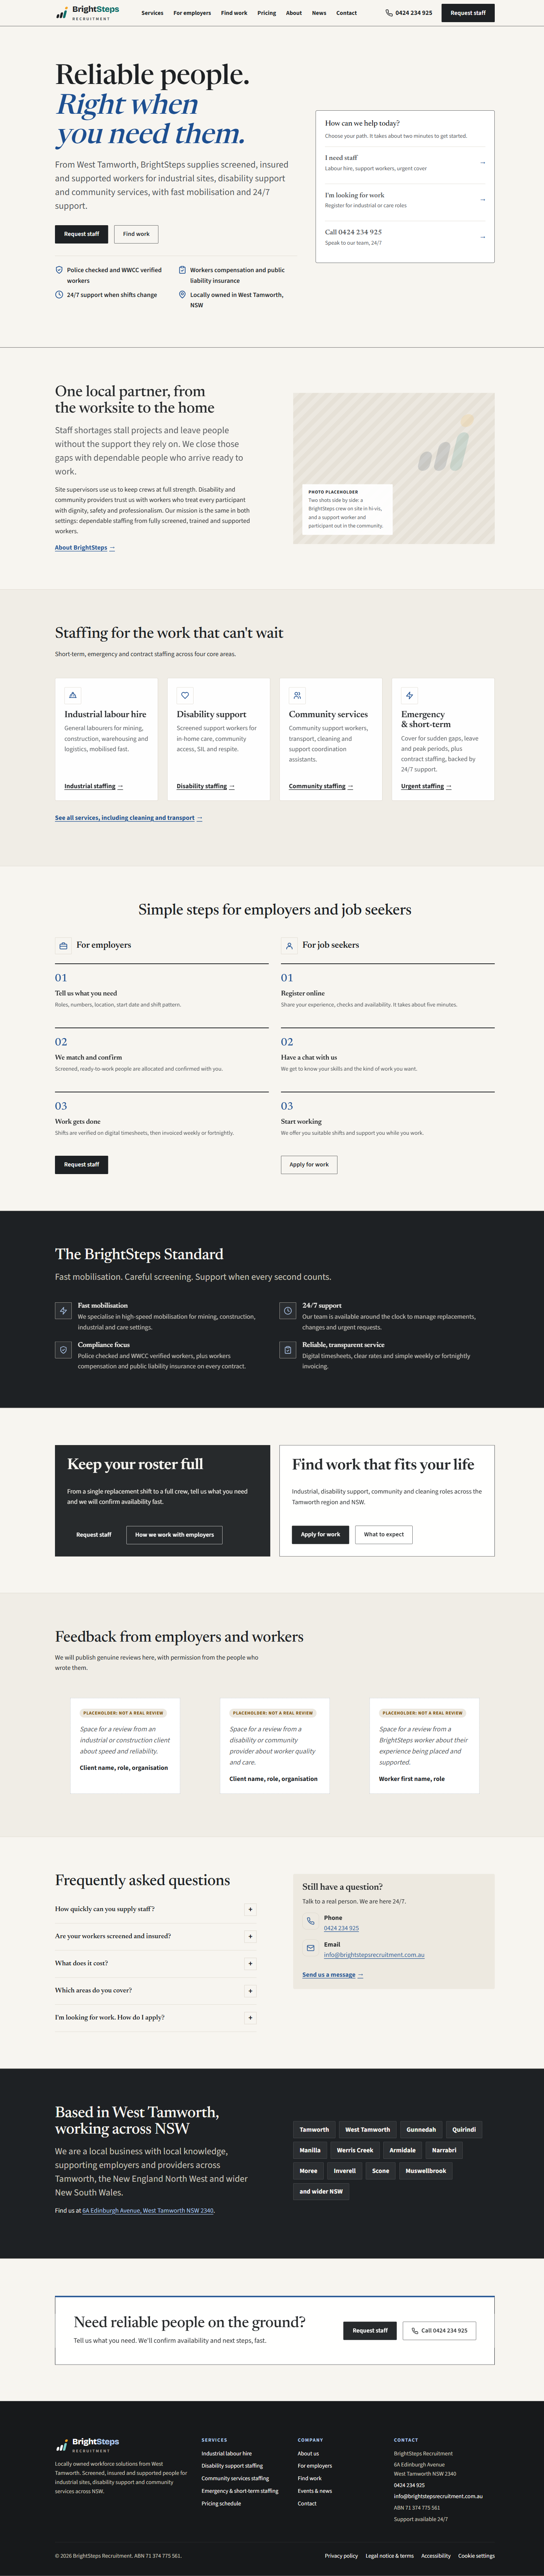 BrightSteps
RECRUITMENT
Services
For employers
Find work
Pricing
About
News
Contact
0424 234 925
Request staff
Reliable people.
Right when
you need them.
From West Tamworth, BrightSteps supplies screened, insured
and supported workers for industrial sites, disability support
and community services, with fast mobilisation and 24/7
support.
Request staff
Find work
Police checked and WWCC verified
workers
Workers compensation and public
liability insurance
24/7 support when shifts change
Locally owned in West Tamworth,
NSW
How can we help today?
Choose your path. It takes about two minutes to get started.
I need staff
Labour hire, support workers, urgent cover
→
I'm looking for work
Register for industrial or care roles
→
Call 0424 234 925
Speak to our team, 24/7
→
One local partner, from
the worksite to the home
Staff shortages stall projects and leave people
without the support they rely on. We close those
gaps with dependable people who arrive ready to
work.
Site supervisors use us to keep crews at full strength. Disability and
community providers trust us with workers who treat every participant
with dignity, safety and professionalism. Our mission is the same in both
settings: dependable staffing from fully screened, trained and supported
workers.
About BrightSteps →
PHOTO PLACEHOLDER
Two shots side by side: a
BrightSteps crew on site in hi-vis,
and a support worker and
participant out in the community.
Staffing for the work that can't wait
Short-term, emergency and contract staffing across four core areas.
Industrial labour hire
General labourers for mining,
construction, warehousing and
logistics, mobilised fast.
Industrial staffing →
Disability support
Screened support workers for
in-home care, community
access, SIL and respite.
Disability staffing →
Community services
Community support workers,
transport, cleaning and
support coordination
assistants.
Community staffing →
Emergency
& short-term
Cover for sudden gaps, leave
and peak periods, plus
contract staffing, backed by
24/7 support.
Urgent staffing →
See all services, including cleaning and transport →
Simple steps for employers and job seekers
For employers
01
Tell us what you need
Roles, numbers, location, start date and shift pattern.
02
We match and confirm
Screened, ready-to-work people are allocated and confirmed with you.
03
Work gets done
Shifts are verified on digital timesheets, then invoiced weekly or fortnightly.
Request staff
For job seekers
01
Register online
Share your experience, checks and availability. It takes about five minutes.
02
Have a chat with us
We get to know your skills and the kind of work you want.
03
Start working
We offer you suitable shifts and support you while you work.
Apply for work
The BrightSteps Standard
Fast mobilisation. Careful screening. Support when every second counts.
Fast mobilisation
We specialise in high-speed mobilisation for mining, construction,
industrial and care settings.
24/7 support
Our team is available around the clock to manage replacements,
changes and urgent requests.
Compliance focus
Police checked and WWCC verified workers, plus workers
compensation and public liability insurance on every contract.
Reliable, transparent service
Digital timesheets, clear rates and simple weekly or fortnightly
invoicing.
Keep your roster full
From a single replacement shift to a full crew, tell us what you need
and we will confirm availability fast.
Request staff
How we work with employers
Find work that fits your life
Industrial, disability support, community and cleaning roles across the
Tamworth region and NSW.
Apply for work
What to expect
Feedback from employers and workers
We will publish genuine reviews here, with permission from the people who
wrote them.
PLACEHOLDER: NOT A REAL REVIEW
Space for a review from an
industrial or construction client
about speed and reliability.
Client name, role, organisation
PLACEHOLDER: NOT A REAL REVIEW
Space for a review from a
disability or community
provider about worker quality
and care.
Client name, role, organisation
PLACEHOLDER: NOT A REAL REVIEW
Space for a review from a
BrightSteps worker about their
experience being placed and
supported.
Worker first name, role
Frequently asked questions
How quickly can you supply staff?
+
Are your workers screened and insured?
+
What does it cost?
+
Which areas do you cover?
+
I'm looking for work. How do I apply?
+
Still have a question?
Talk to a real person. We are here 24/7.
Phone
0424 234 925
Email
info@brightstepsrecruitment.com.au
Send us a message →
Based in West Tamworth,
working across NSW
We are a local business with local knowledge,
supporting employers and providers across
Tamworth, the New England North West and wider
New South Wales.
Find us at 6A Edinburgh Avenue, West Tamworth NSW 2340.
Tamworth
West Tamworth
Gunnedah
Quirindi
Manilla
Werris Creek
Armidale
Narrabri
Moree
Inverell
Scone
Muswellbrook
and wider NSW
Need reliable people on the ground?
Tell us what you need. We'll confirm availability and next steps, fast.
Request staff
Call 0424 234 925
BrightSteps
RECRUITMENT
Locally owned workforce solutions from West
Tamworth. Screened, insured and supported people for
industrial sites, disability support and community
services across NSW.
SERVICES
Industrial labour hire
Disability support staffing
Community services staffing
Emergency & short-term staffing
Pricing schedule
COMPANY
About us
For employers
Find work
Events & news
Contact
CONTACT
BrightSteps Recruitment
6A Edinburgh Avenue
West Tamworth NSW 2340
0424 234 925
info@brightstepsrecruitment.com.au
ABN 71 374 775 561
Support available 24/7
© 2026 BrightSteps Recruitment. ABN 71 374 775 561.
Privacy policy
Legal notice & terms
Accessibility
Cookie settings